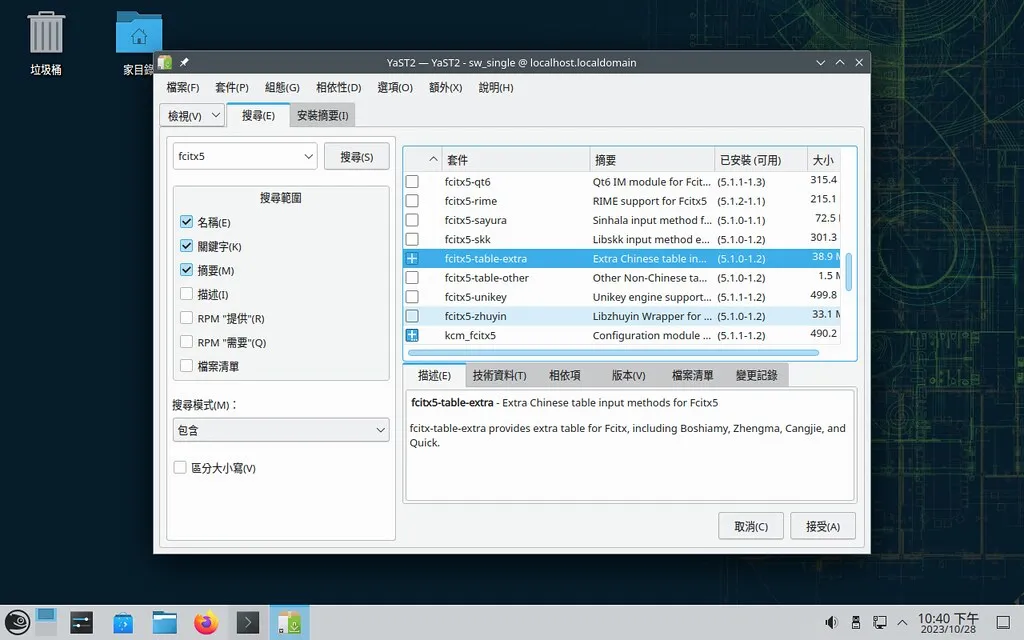 垃圾桶
家目錄
YaST2 — YaST2 - sw_single @ localhost.localdomain
檔案(F) 套件(P) 組態(G) 相依性(D) 選項(O) 額外(X) 說明(H)
檢視(V) 搜尋(E) 安裝摘要(I)
fcitx5 搜尋(S)
搜尋範圍
名稱(E)
關鍵字(K)
摘要(M)
描述(I)
RPM "提供"(R)
RPM "需要"(Q)
檔案清單
搜尋模式(M)：
包含
區分大小寫(V)
套件 摘要 已安裝 (可用) 大小
fcitx5-qt6 Qt6 IM module for Fcit... (5.1.1-1.3) 315.4
fcitx5-rime RIME support for Fcitx5 (5.1.2-1.1) 215.1
fcitx5-sayura Sinhala input method f... (5.1.0-1.1) 72.5
fcitx5-skk Libskk input method e... (5.1.0-1.2) 301.3
fcitx5-table-extra Extra Chinese table in... (5.1.0-1.2) 38.9 M
fcitx5-table-other Other Non-Chinese ta... (5.1.0-1.2) 1.5 M
fcitx5-unikey Unikey engine support... (5.1.1-1.2) 499.8
fcitx5-zhuyin Libzhuyin Wrapper for ... (5.1.0-1.2) 33.1 M
kcm_fcitx5 Configuration module ... (5.1.1-1.2) 490.2
描述(E) 技術資料(T) 相依項 版本(V) 檔案清單 變更記錄
fcitx5-table-extra - Extra Chinese table input methods for Fcitx5
fcitx-table-extra provides extra table for Fcitx, including Boshiamy, Zhengma, Cangjie, and
Quick.
取消(C) 接受(A)
10:40 下午
2023/10/28